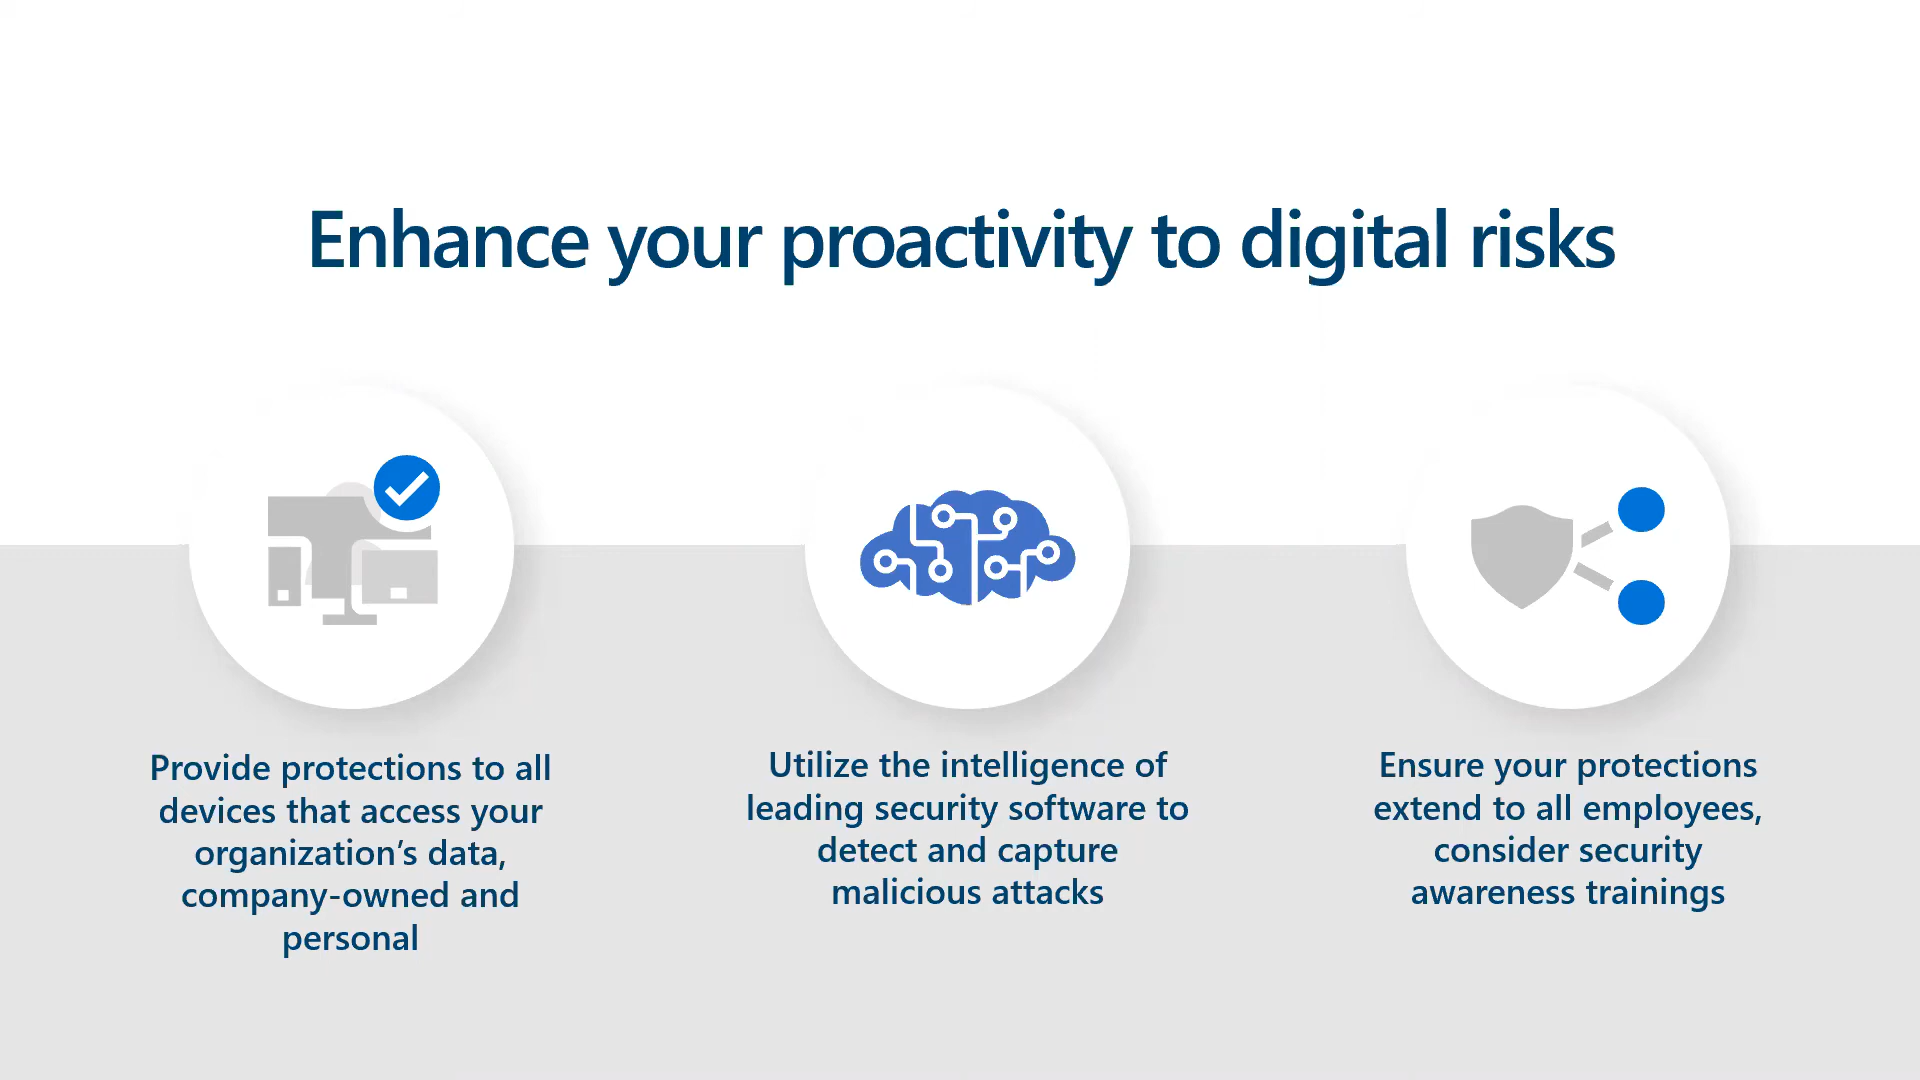 Enhance your proactivity to digital risks
Provide protections to all
devices that access your
organization’s data,
company-owned and
personal
Utilize the intelligence of
leading security software to
detect and capture
malicious attacks
Ensure your protections
extend to all employees,
consider security
awareness trainings